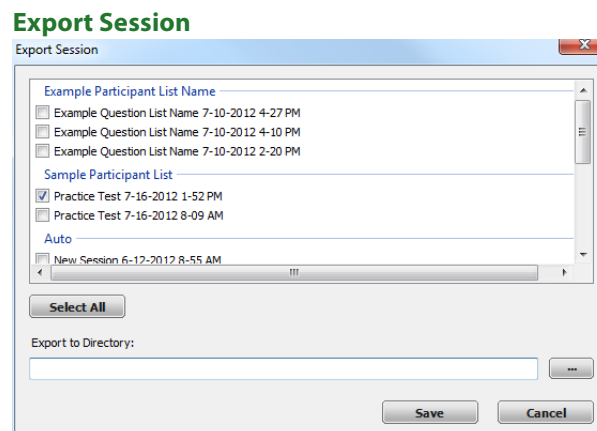 Export Session
Export Session
Example Participant List Name
Example Question List Name 7-10-2012 4-27 PM
Example Question List Name 7-10-2012 4-10 PM
Example Question List Name 7-10-2012 2-20 PM
Sample Participant List
Practice Test 7-16-2012 1-52 PM
Practice Test 7-16-2012 8-09 AM
Auto
New Session 6-12-2012 8-55 AM
Select All
Export to Directory:
...
Save Cancel